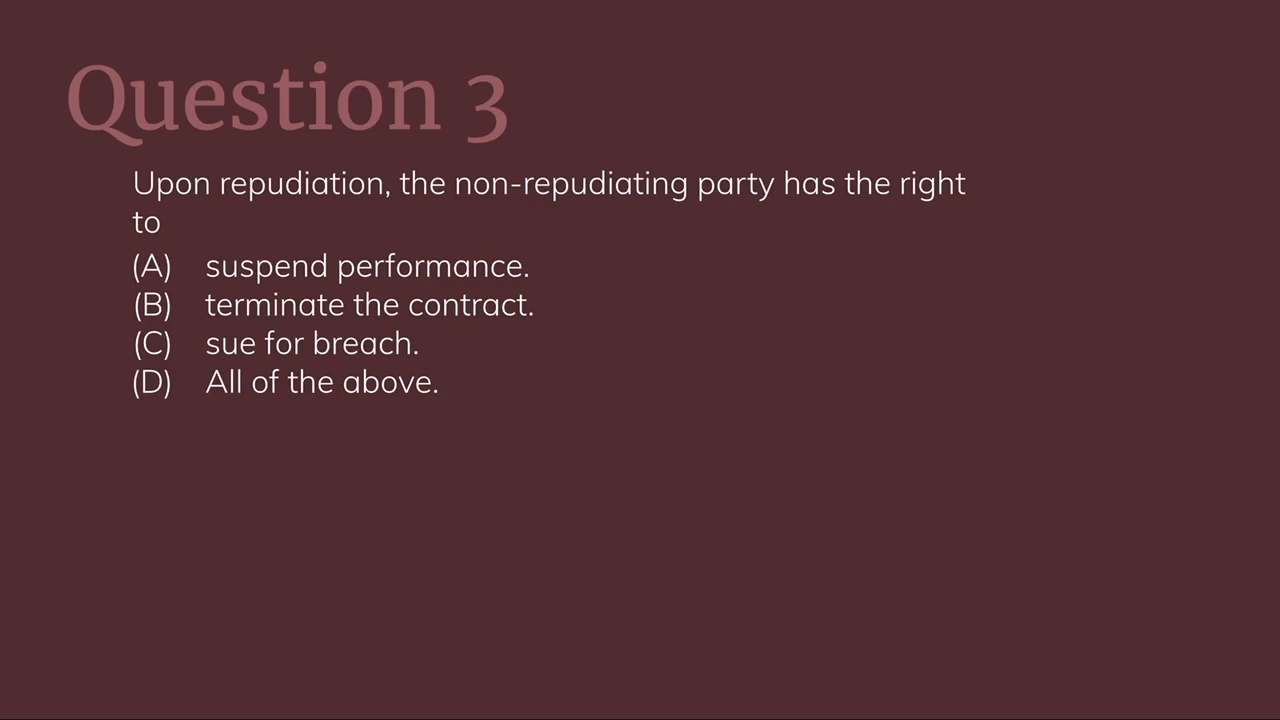 Question 3
Upon repudiation, the non-repudiating party has the right
to
(A) suspend performance.
(B) terminate the contract.
(C) sue for breach.
(D) All of the above.